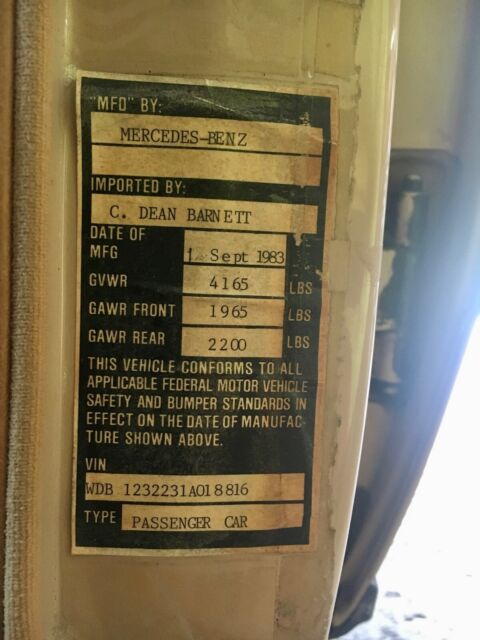 "MFD" BY:
MERCEDES-BENZ
IMPORTED BY:
C. DEAN BARNETT
DATE OF
MFG 1 Sept 1983
GVWR 4165 LBS
GAWR FRONT 1965 LBS
GAWR REAR 2200 LBS
THIS VEHICLE CONFORMS TO ALL
APPLICABLE FEDERAL MOTOR VEHICLE
SAFETY AND BUMPER STANDARDS IN
EFFECT ON THE DATE OF MANUFAC-
TURE SHOWN ABOVE.
VIN
WDB 1232231A018816
TYPE PASSENGER CAR